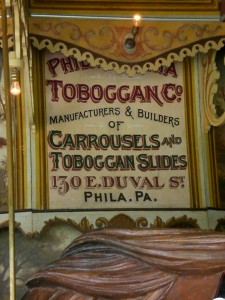 TOBOGGAN CO
MANUFACTURERS & BUILDERS
OF
CARROUSELS AND
TOBOGGAN SLIDES
130 E. DUVAL ST.
PHILA. PA.